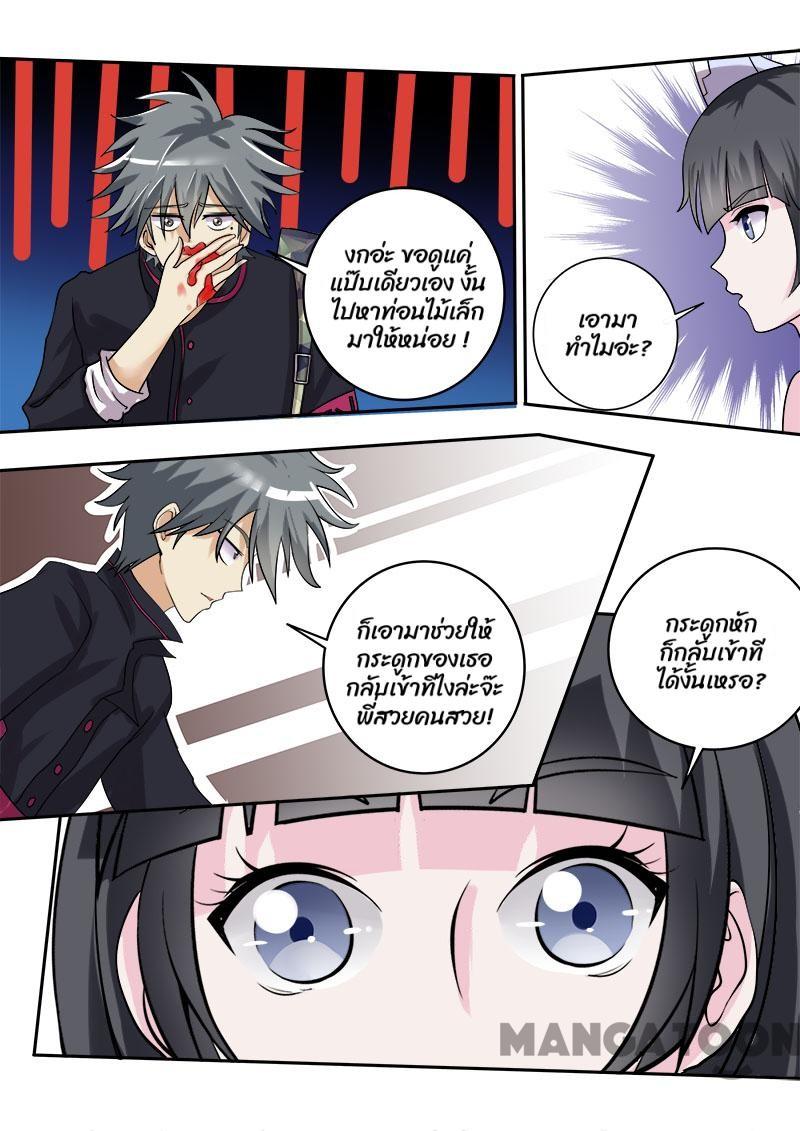 งกอ่ะ ขอดูแค่
แป๊บเดียวเอง งั้น
ไปหาท่อนไม้เล็ก
มาให้หน่อย !
เอามา
ทำไมอ่ะ?
ก็เอามาช่วยให้
กระดูกของเธอ
กลับเข้าที่ไงล่ะจ๊ะ
พี่สวยคนสวย!
กระดูกหัก
ก็กลับเข้าที่
ได้งั้นเหรอ?
MANGATOON